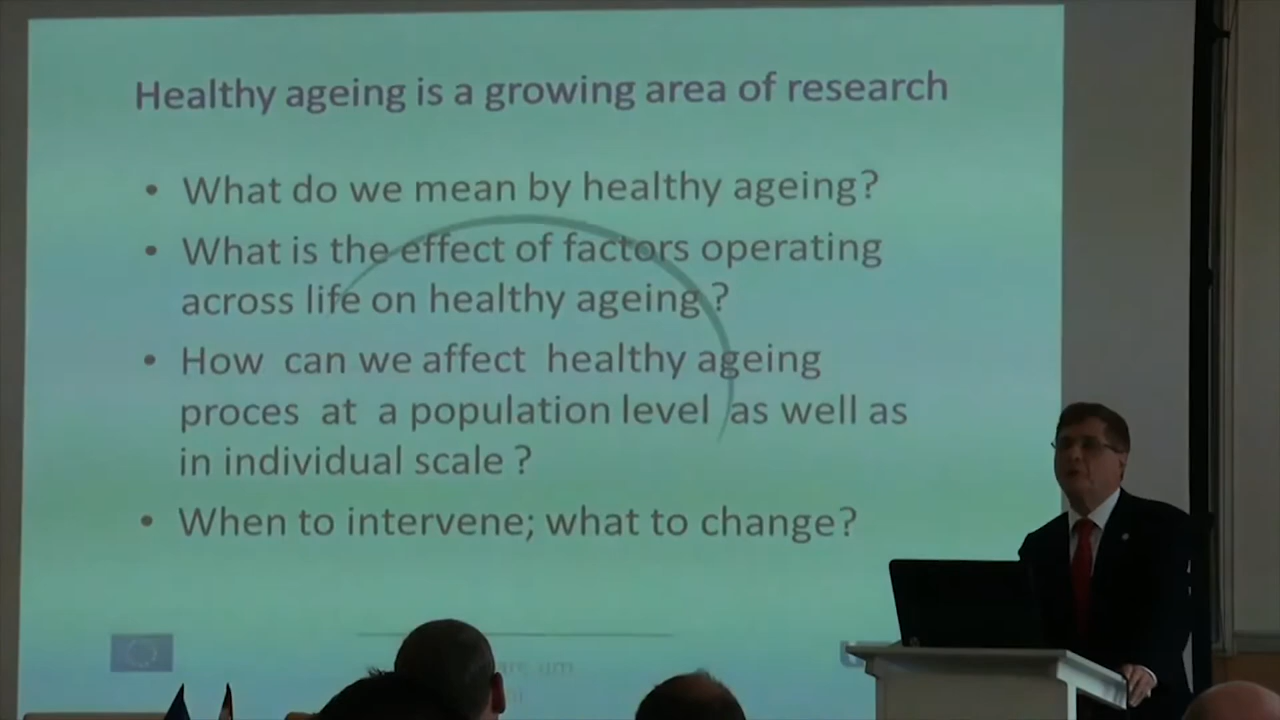 Healthy ageing is a growing area of research
• What do we mean by healthy ageing?
• What is the effect of factors operating
across life on healthy ageing ?
• How can we affect healthy ageing
proces at a population level as well as
in individual scale ?
• When to intervene; what to change?